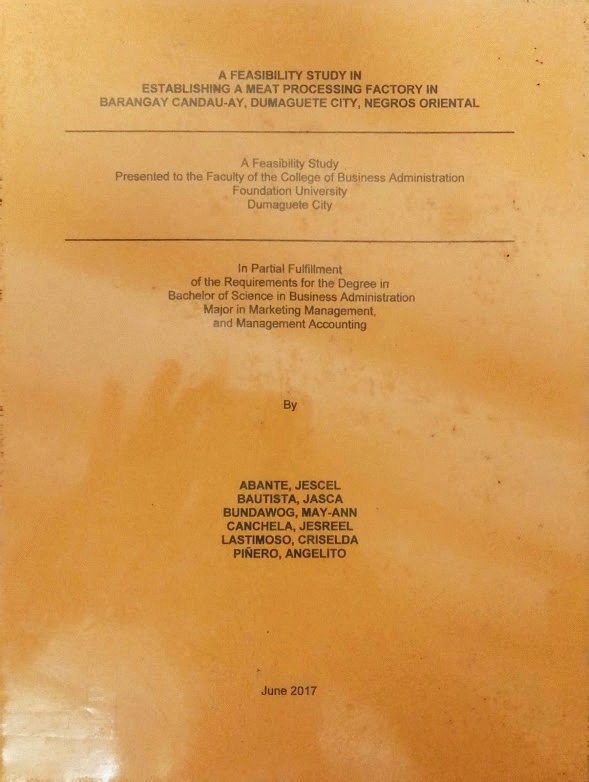 A FEASIBILITY STUDY IN
ESTABLISHING A MEAT PROCESSING FACTORY IN
BARANGAY CANDAU-AY, DUMAGUETE CITY, NEGROS ORIENTAL
A Feasibility Study
Presented to the Faculty of the College of Business Administration
Foundation University
Dumaguete City
In Partial Fulfillment
of the Requirements for the Degree in
Bachelor of Science in Business Administration
Major in Marketing Management,
and Management Accounting
By
ABANTE, JESCEL
BAUTISTA, JASCA
BUNDAWOG, MAY-ANN
CANCHELA, JESREEL
LASTIMOSO, CRISELDA
PIÑERO, ANGELITO
June 2017